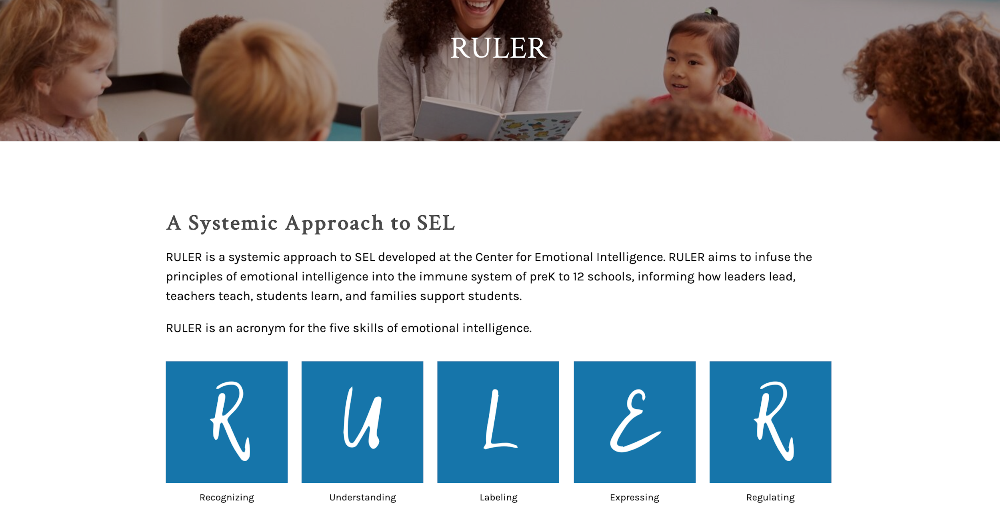 RULER
A Systemic Approach to SEL
RULER is a systemic approach to SEL developed at the Center for Emotional Intelligence. RULER aims to infuse the
principles of emotional intelligence into the immune system of preK to 12 schools, informing how leaders lead,
teachers teach, students learn, and families support students.
RULER is an acronym for the five skills of emotional intelligence.
R U L E R
Recognizing Understanding Labeling Expressing Regulating